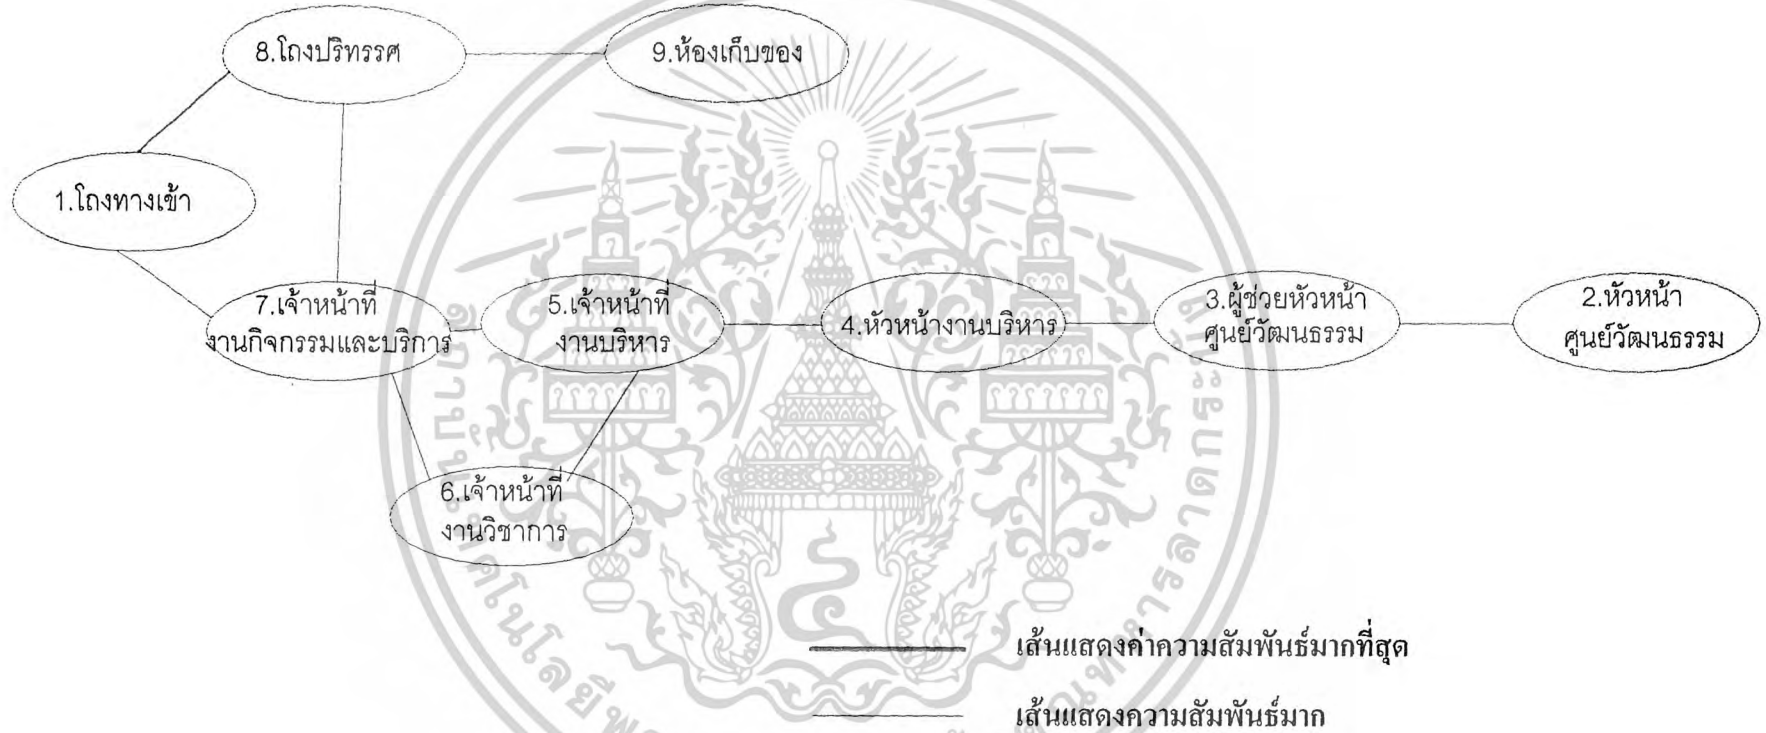 8.โถงปริทรรศ
9.ห้องเก็บของ
1.โถงทางเข้า
7.เจ้าหน้าที่
งานกิจกรรมและบริการ
5.เจ้าหน้าที่
งานบริหาร
4.หัวหน้างานบริหาร
3.ผู้ช่วยหัวหน้า
ศูนย์วัฒนธรรม
2.หัวหน้า
ศูนย์วัฒนธรรม
6.เจ้าหน้าที่
งานวิชาการ
เส้นแสดงค่าความสัมพันธ์มากที่สุด
เส้นแสดงความสัมพันธ์มาก